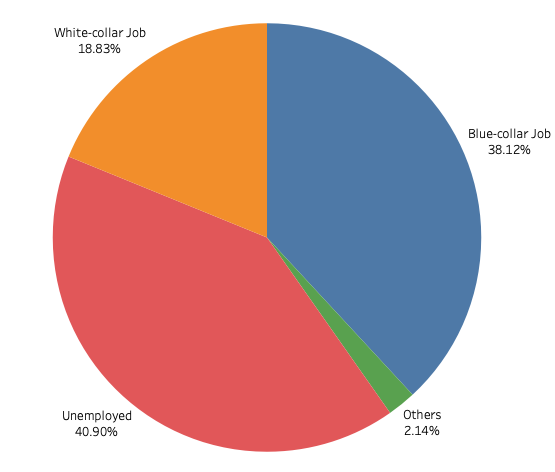 White-collar Job
18.83%
Blue-collar Job
38.12%
Others
2.14%
Unemployed
40.90%